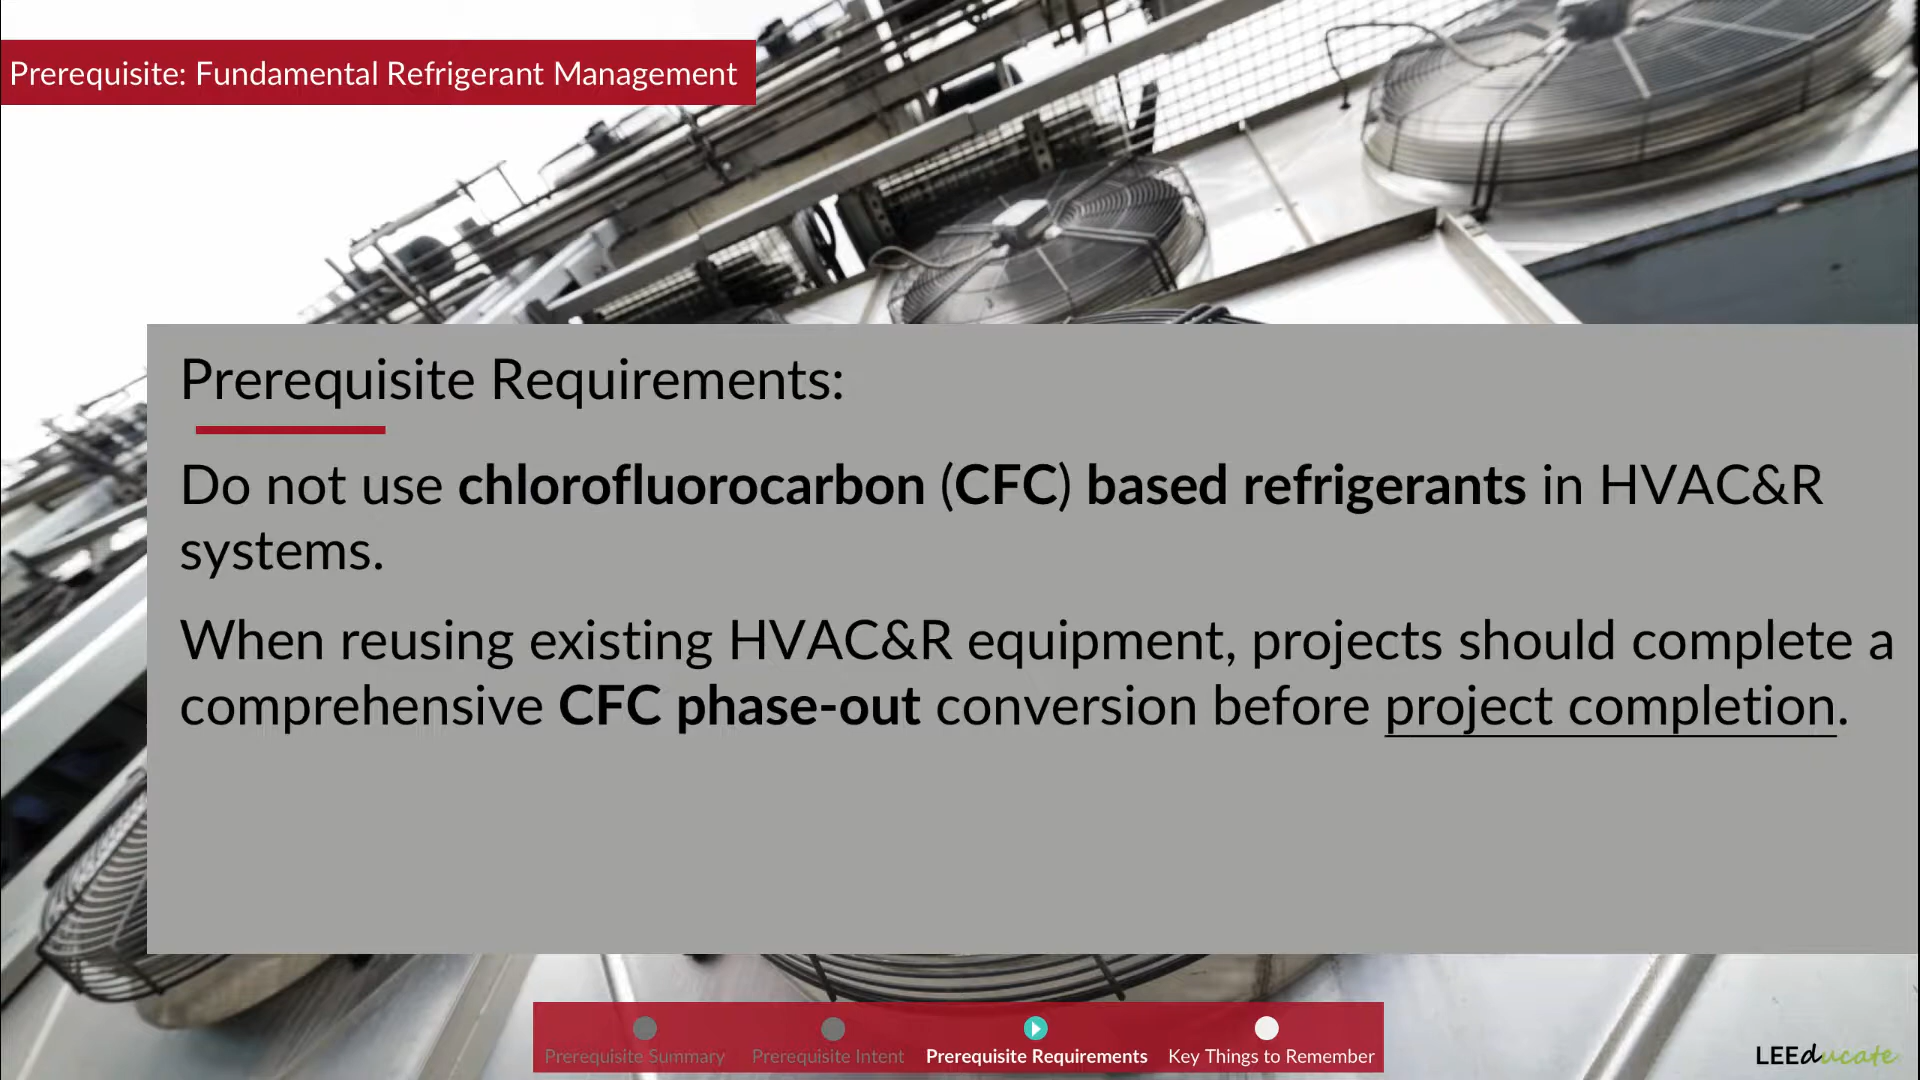 Prerequisite: Fundamental Refrigerant Management
Prerequisite Requirements:
Do not use chlorofluorocarbon (CFC) based refrigerants in HVAC&R
systems.
When reusing existing HVAC&R equipment, projects should complete a
comprehensive CFC phase-out conversion before project completion.
Prerequisite Summary
Prerequisite Intent
Prerequisite Requirements
Key Things to Remember
LEEducate